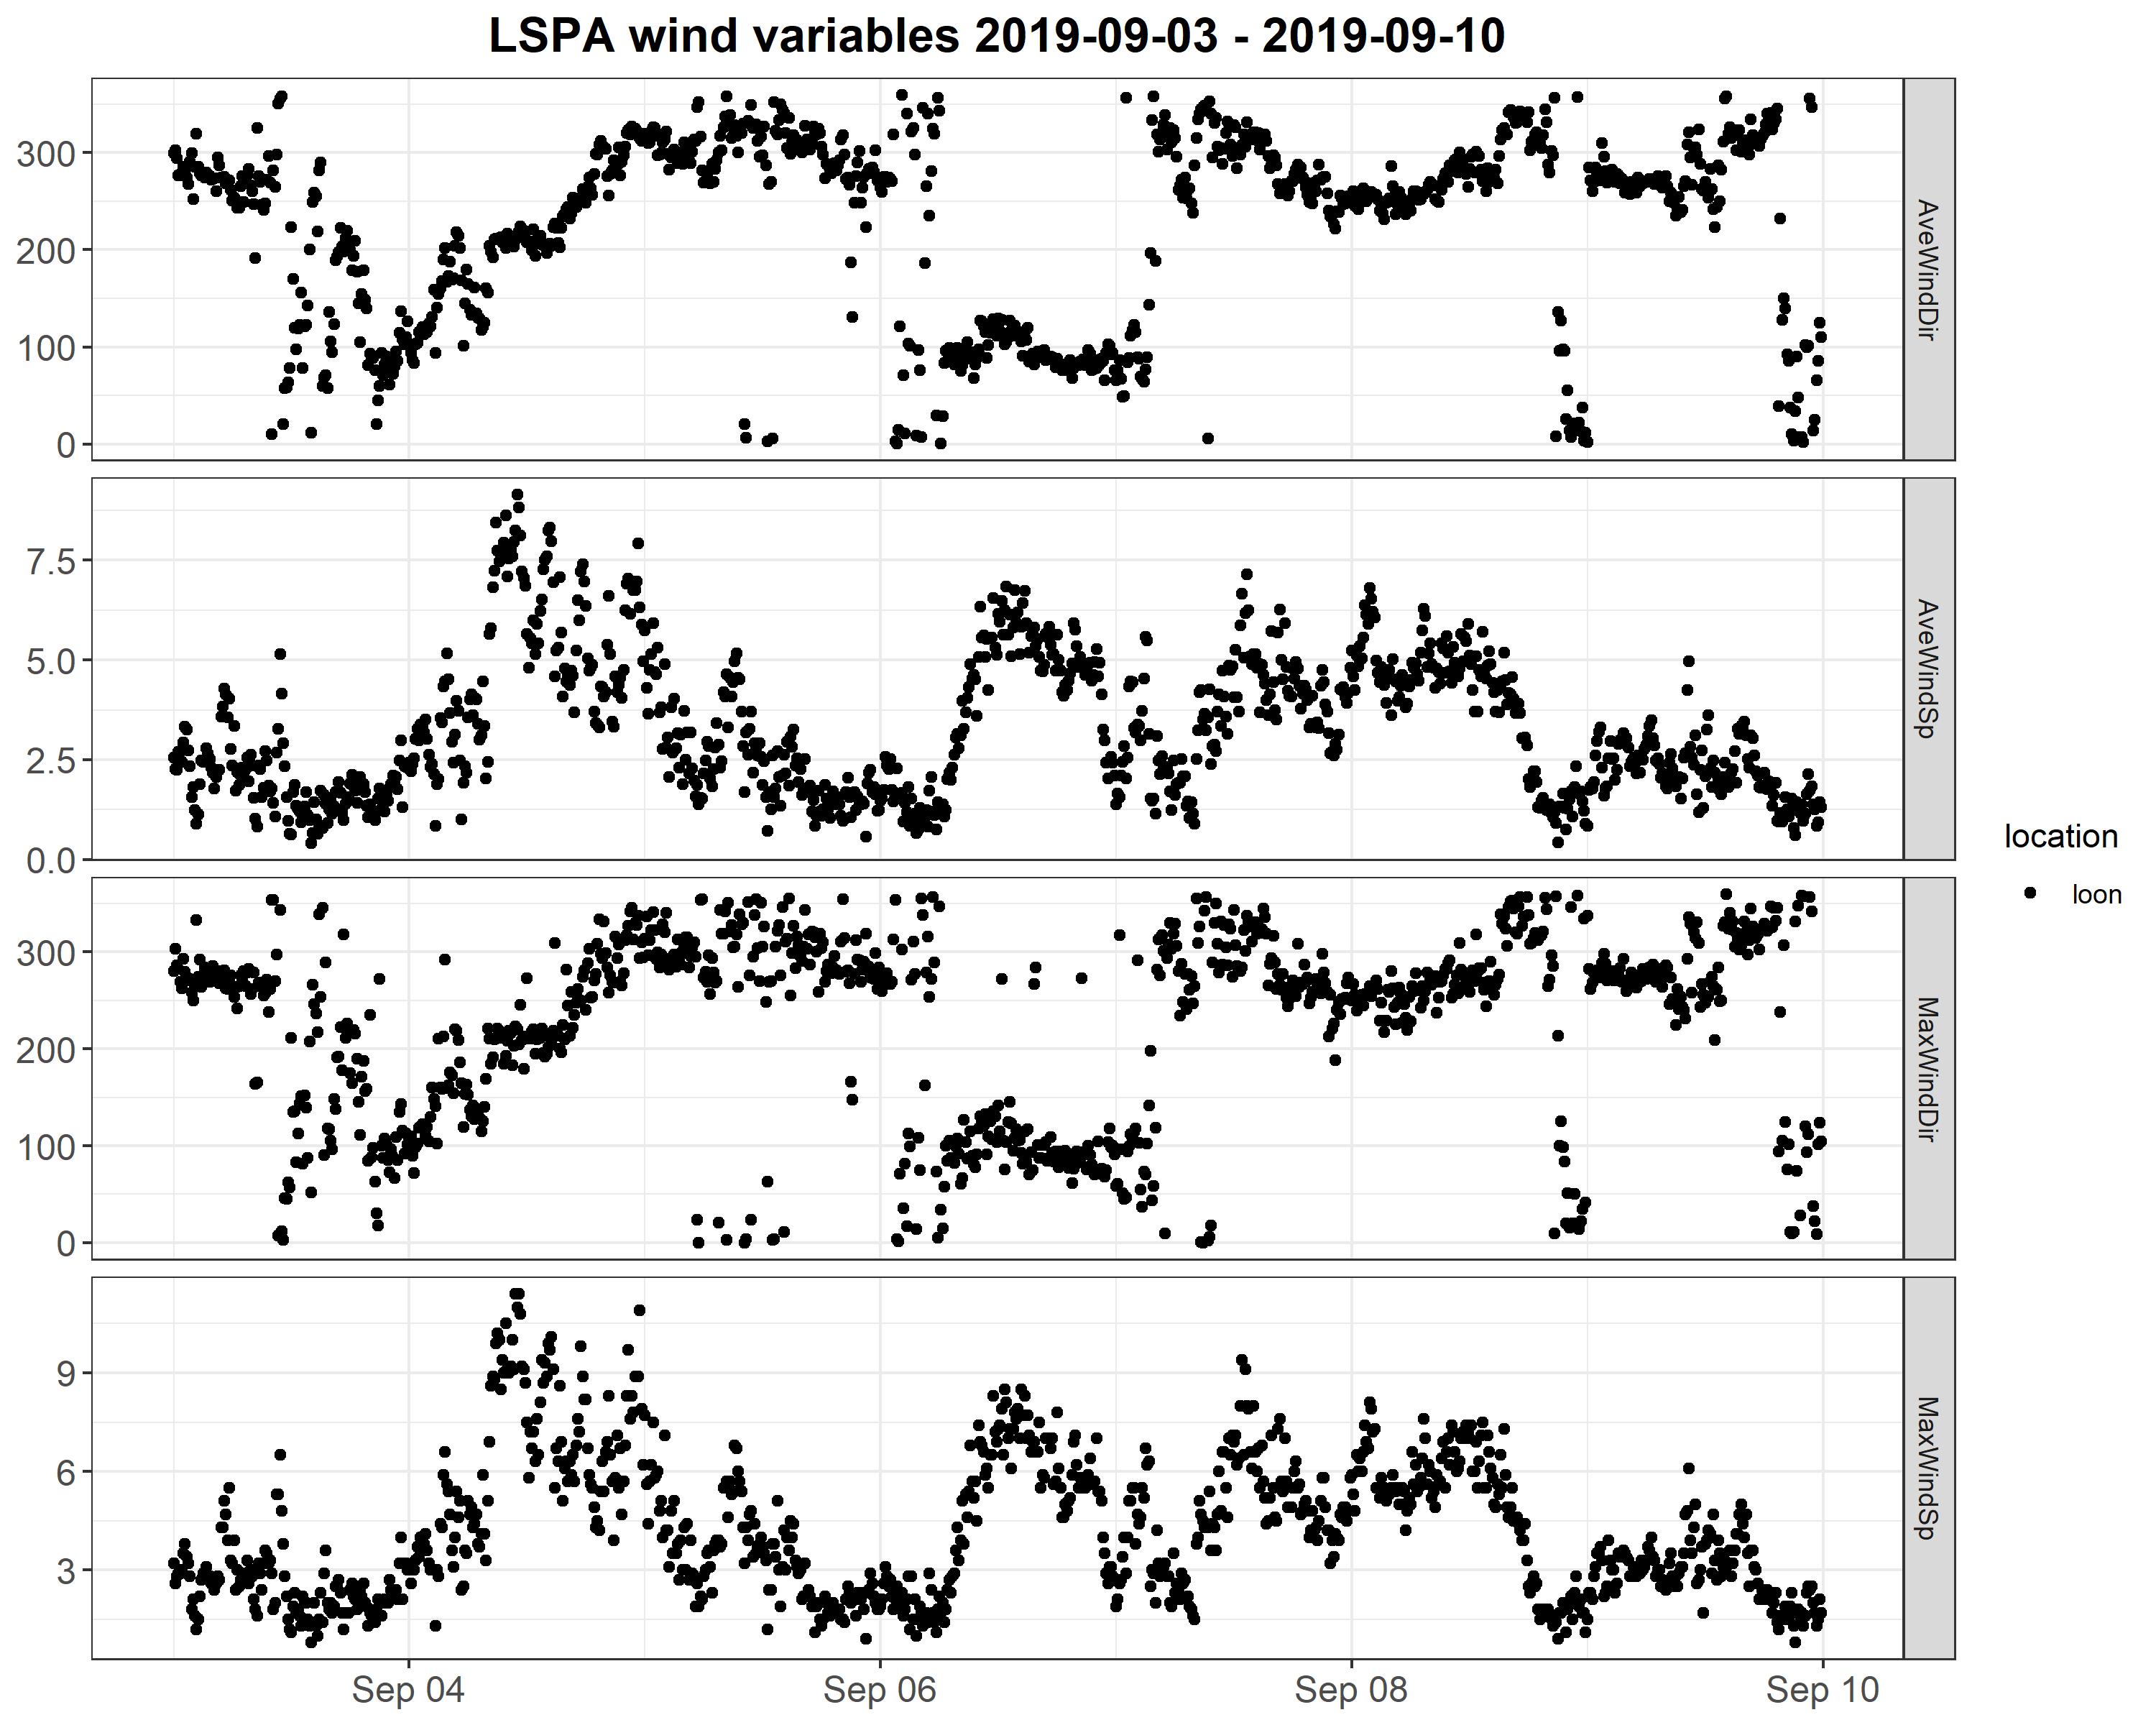 LSPA wind variables 2019-09-03 - 2019-09-10
300
200
100
0
AveWindDir
7.5
5.0
2.5
0.0
AveWindSp
300
200
100
0
MaxWindDir
9
6
3
MaxWindSp
Sep 04 Sep 06 Sep 08 Sep 10
location
loon